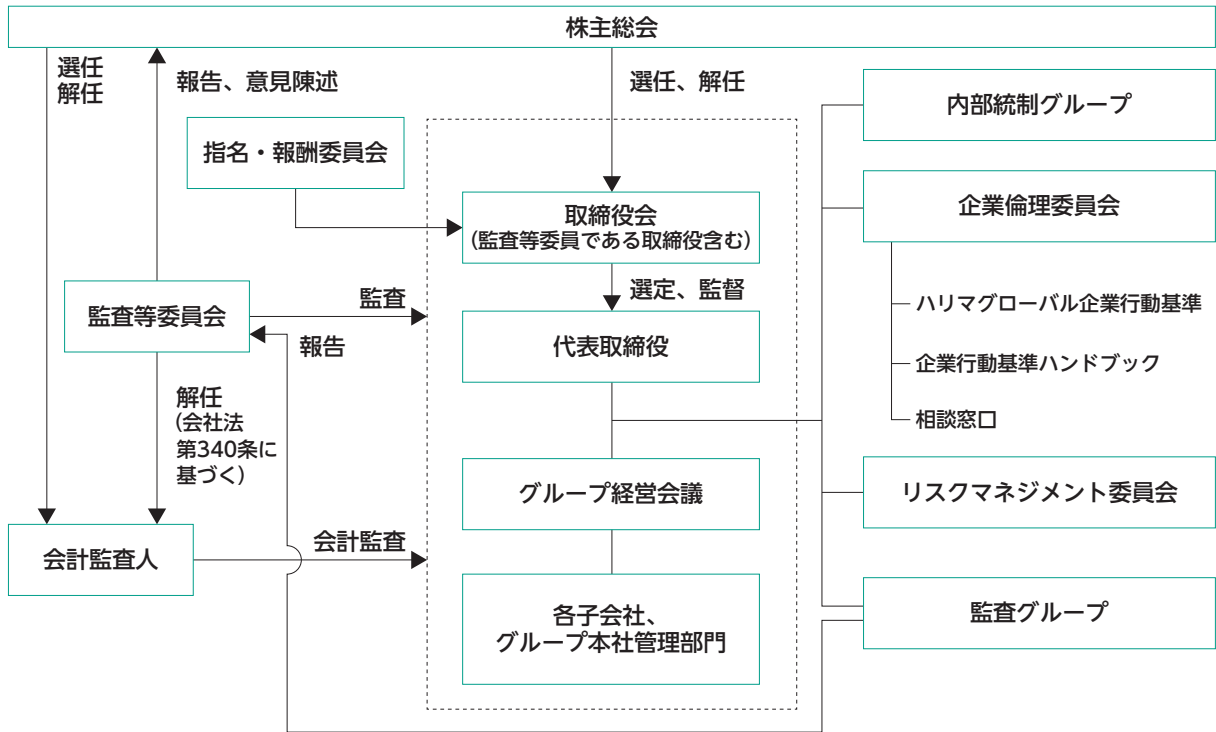 株主総会
選任
解任
報告、意見陳述
選任、解任
内部統制グループ
指名・報酬委員会
企業倫理委員会
取締役会
(監査等委員である取締役含む)
選定、監督
監査等委員会
監査
報告
代表取締役
ハリマグローバル企業行動基準
企業行動基準ハンドブック
相談窓口
解任
(会社法
第340条に
基づく)
グループ経営会議
リスクマネジメント委員会
会計監査人
会計監査
各子会社、
グループ本社管理部門
監査グループ